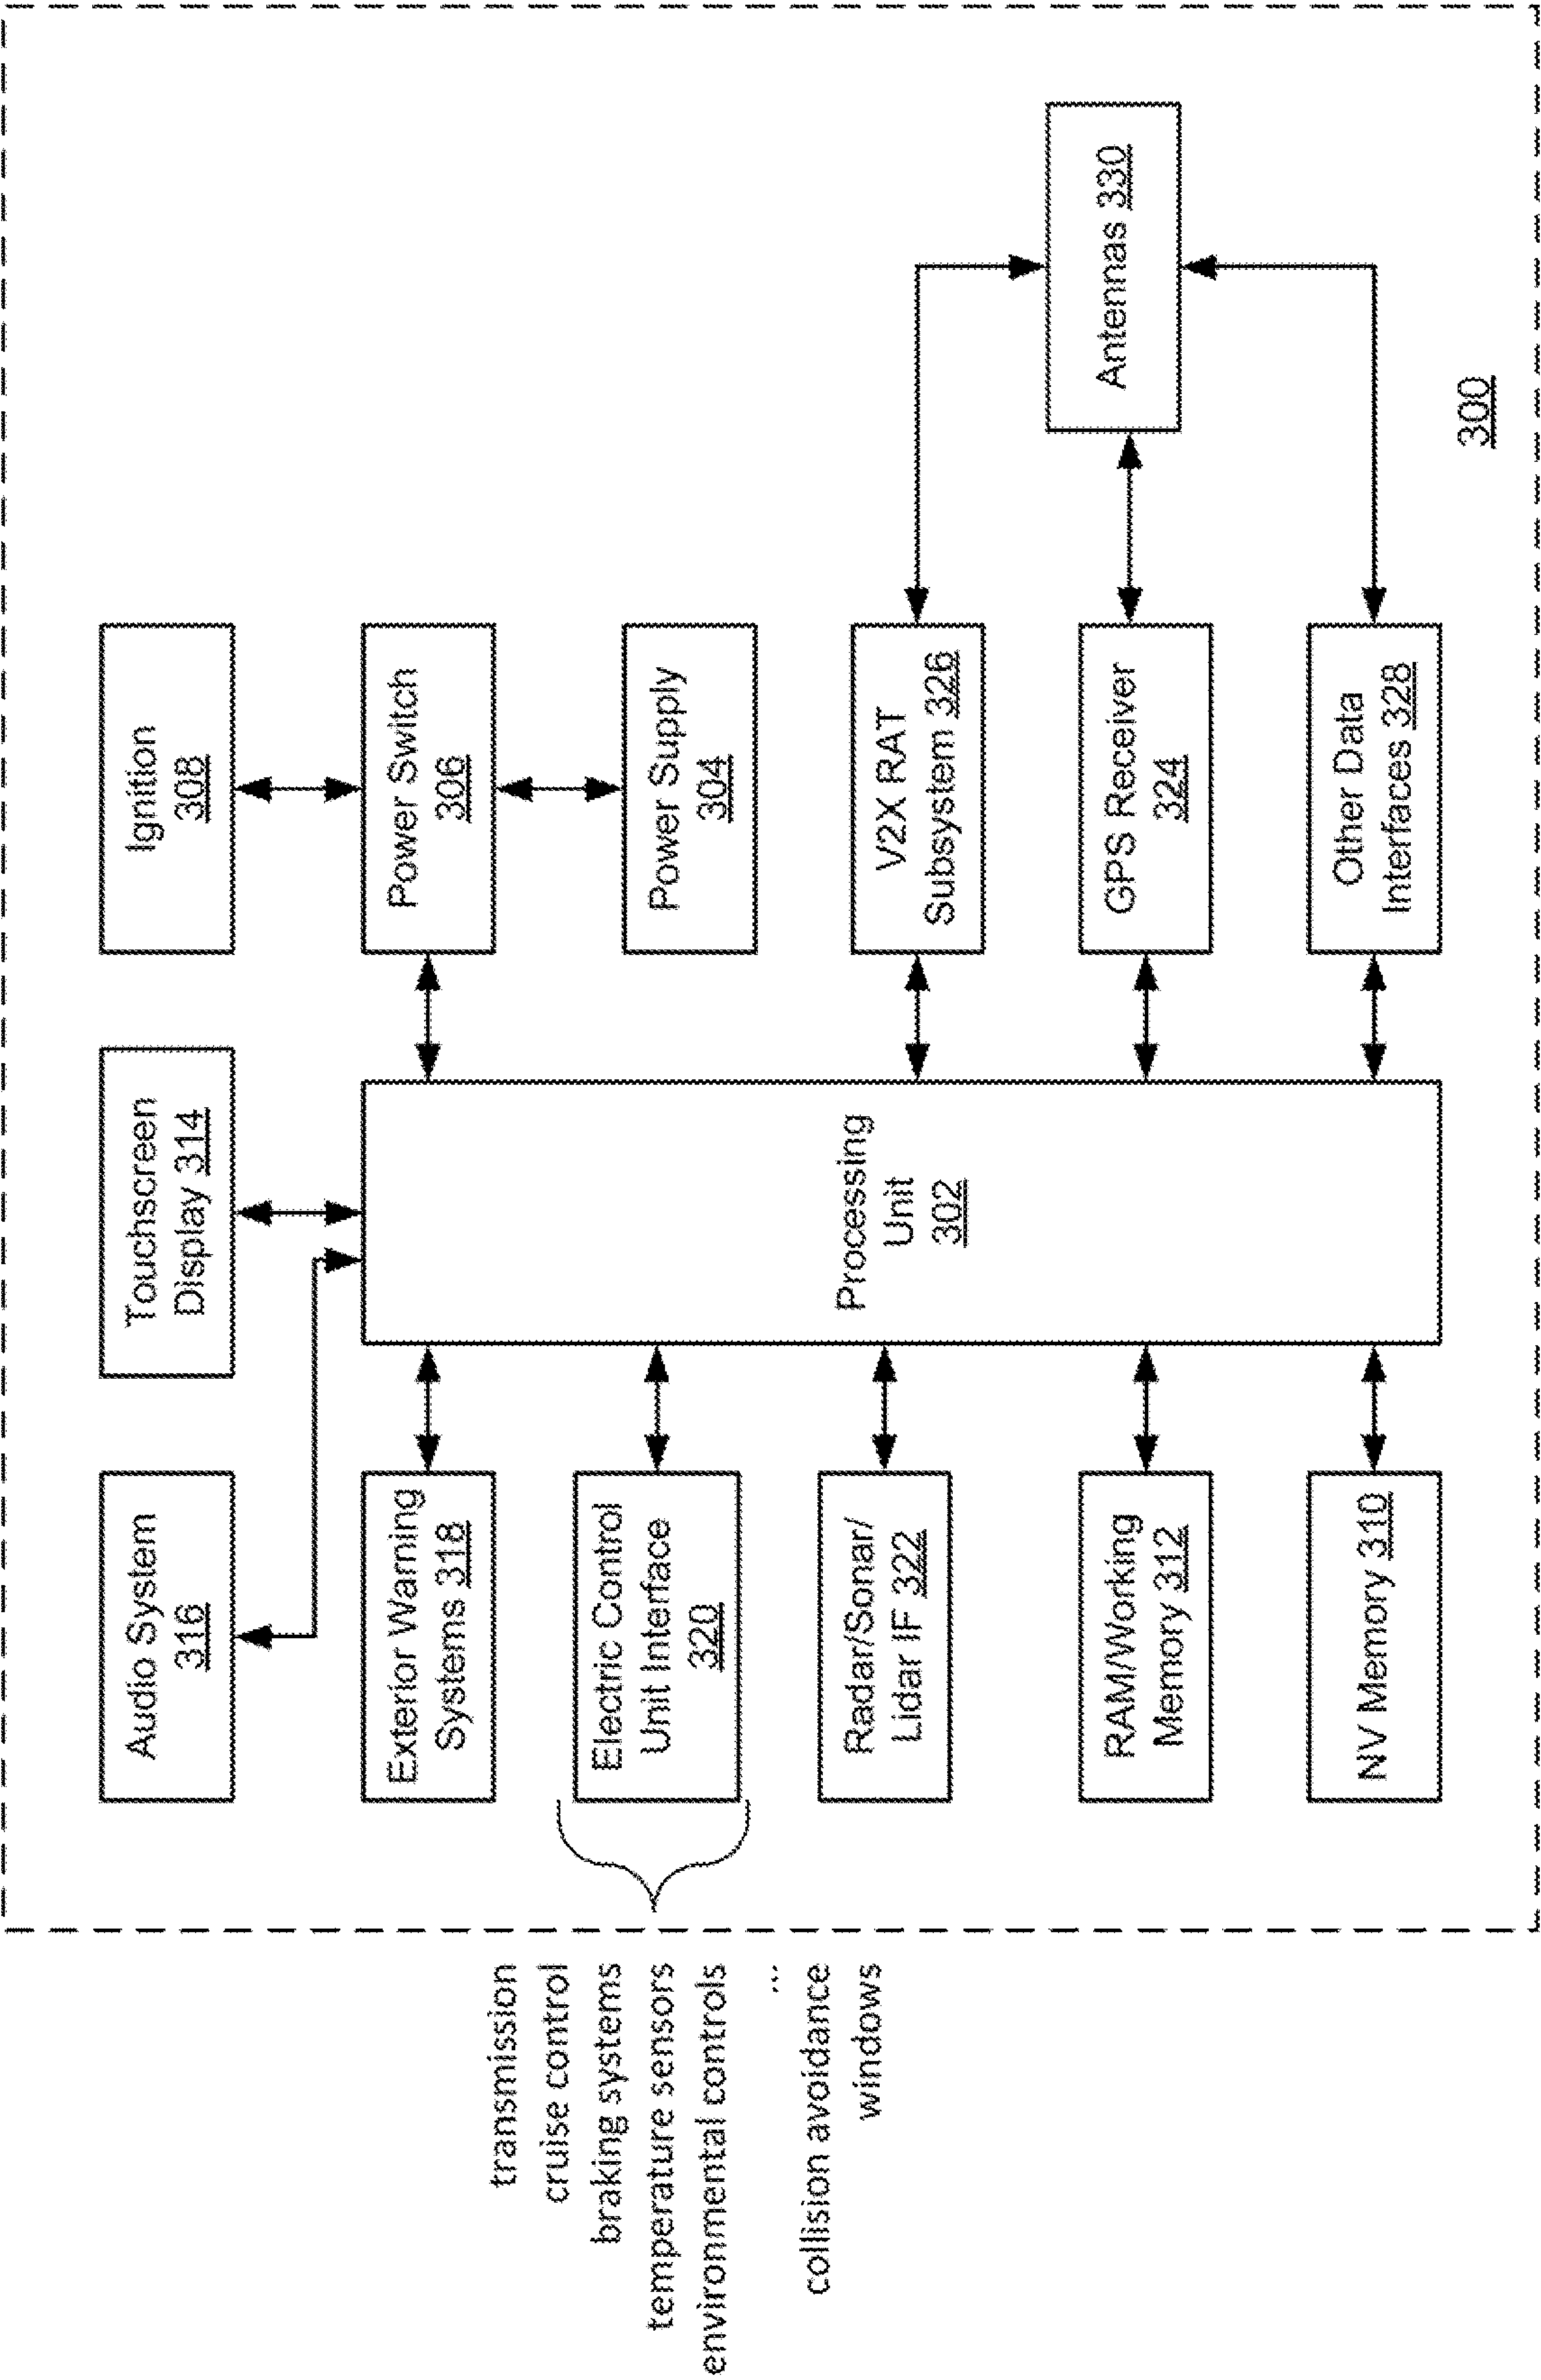 transmission
cruise control
braking systems
temperature sensors
environmental controls
...
collision avoidance
windows
Audio System
316
Touchscreen
Display 314
Ignition
308
Exterior Warning
Systems 318
Electric Control
Unit Interface
320
Radar/Sonar/
Lidar IF 322
RAM/Working
Memory 312
NV Memory 310
Processing
Unit
302
Power Switch
306
Power Supply
304
V2X RAT
Subsystem 326
GPS Receiver
324
Other Data
Interfaces 328
Antennas 330
300